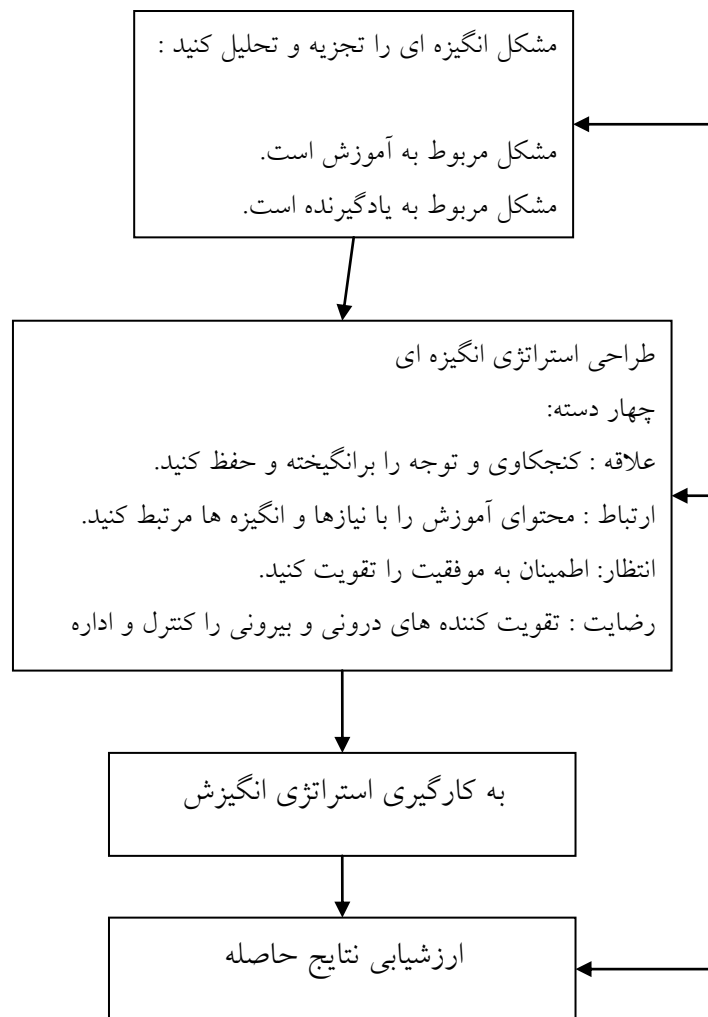 مشکل انگیزه ای را تجزیه و تحلیل کنید :
مشکل مربوط به آموزش است.
مشکل مربوط به یادگیرنده است.
طراحی استراتژی انگیزه ای
چهار دسته:
علاقه : کنجکاوی و توجه را برانگیخته و حفظ کنید.
ارتباط : محتوای آموزش را با نیازها و انگیزه ها مرتبط کنید.
انتظار: اطمینان به موفقیت را تقویت کنید.
رضایت : تقویت کننده های درونی و بیرونی را کنترل و اداره
به کارگیری استراتژی انگیزش
ارزشیابی نتایج حاصله